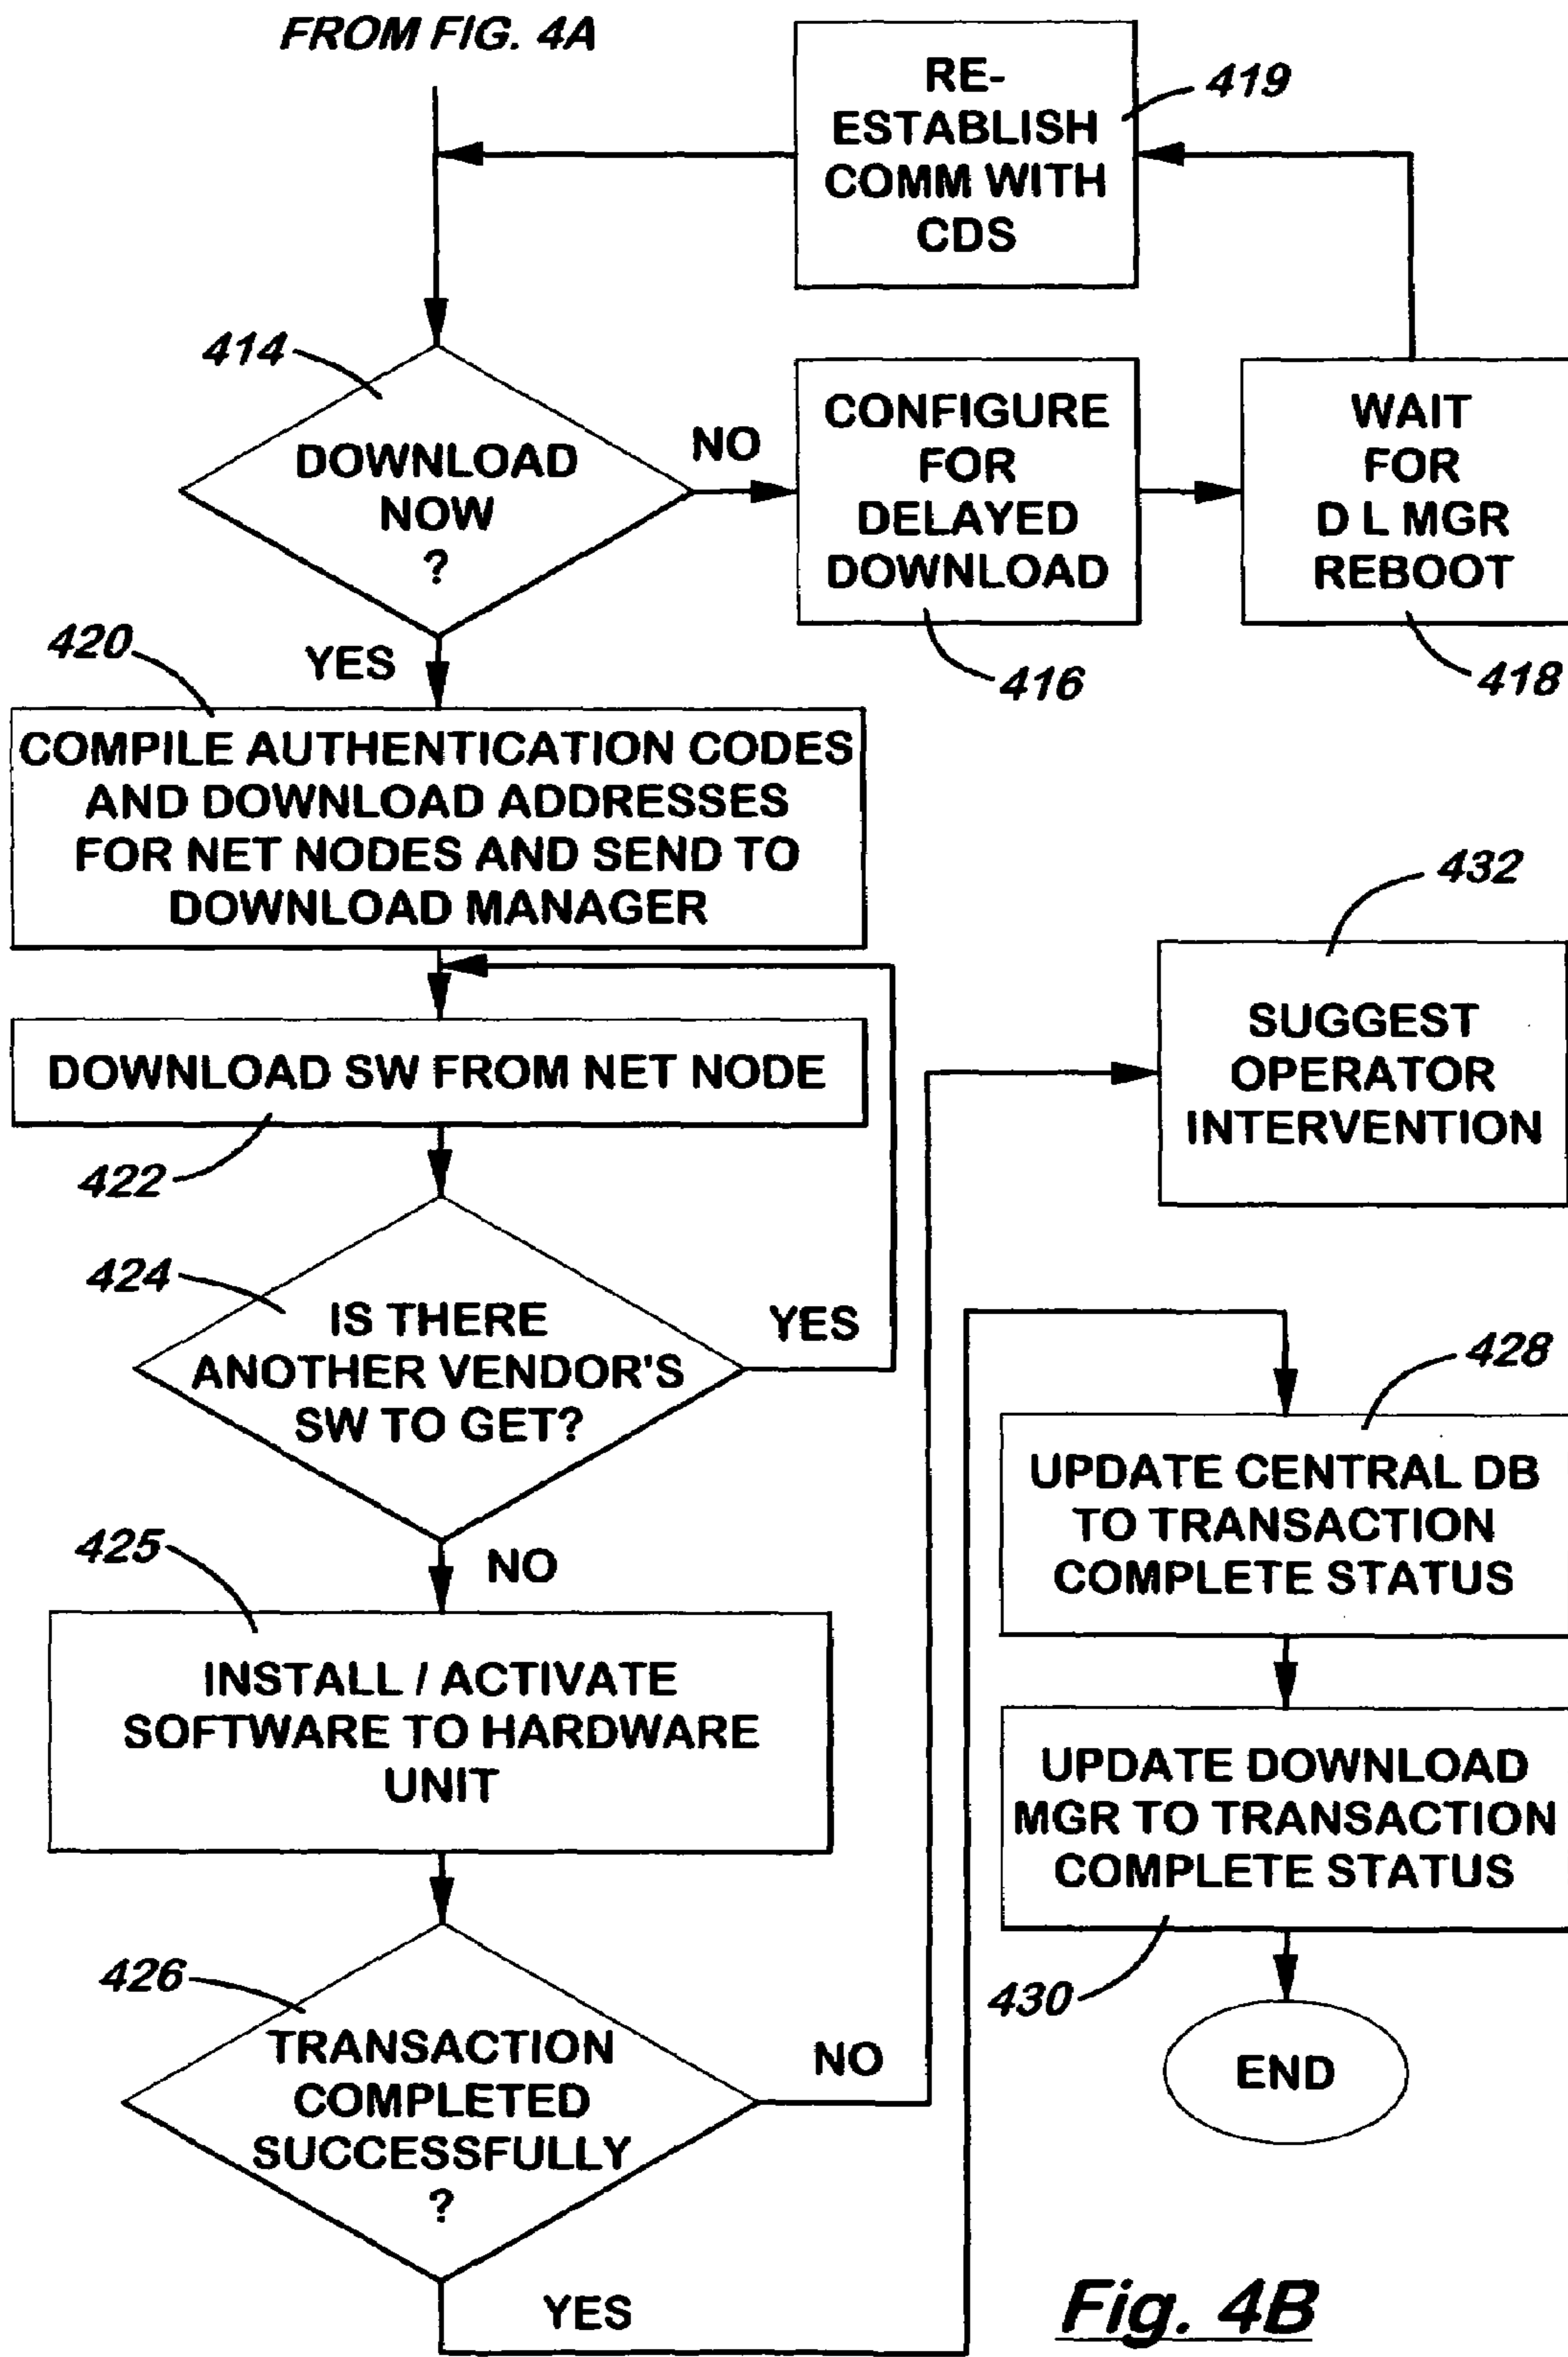 FROM FIG. 4A
RE-
ESTABLISH
COMM WITH
CDS
419
414
DOWNLOAD
NOW
?
NO
CONFIGURE
FOR
DELAYED
DOWNLOAD
416
WAIT
FOR
D L MGR
REBOOT
418
YES
420
COMPILE AUTHENTICATION CODES
AND DOWNLOAD ADDRESSES
FOR NET NODES AND SEND TO
DOWNLOAD MANAGER
DOWNLOAD SW FROM NET NODE
422
424
IS THERE
ANOTHER VENDOR'S
SW TO GET?
YES
NO
425
INSTALL / ACTIVATE
SOFTWARE TO HARDWARE
UNIT
426
TRANSACTION
COMPLETED
SUCCESSFULLY
?
NO
YES
432
SUGGEST
OPERATOR
INTERVENTION
428
UPDATE CENTRAL DB
TO TRANSACTION
COMPLETE STATUS
UPDATE DOWNLOAD
MGR TO TRANSACTION
COMPLETE STATUS
430
END
Fig. 4B